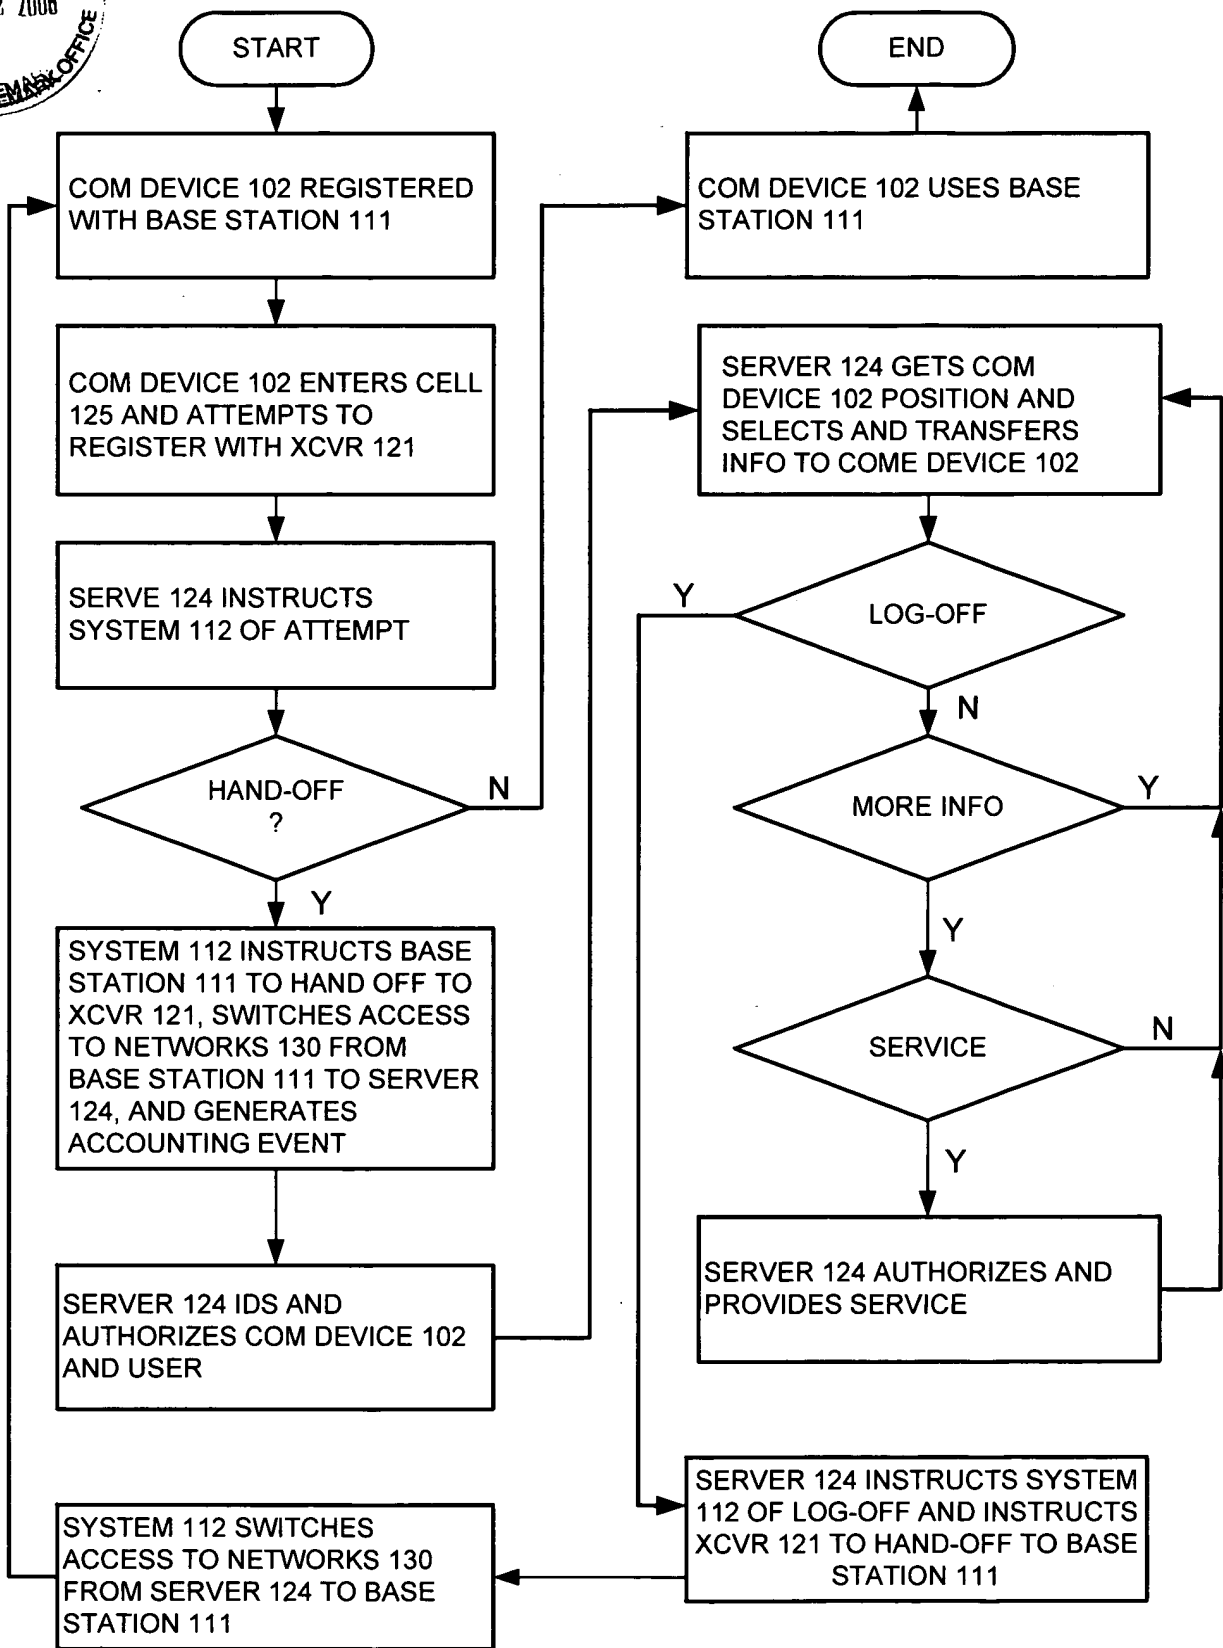 2006
OFFICE
START
COM DEVICE 102 REGISTERED
WITH BASE STATION 111
COM DEVICE 102 ENTERS CELL
125 AND ATTEMPTS TO
REGISTER WITH XCVR 121
SERVE 124 INSTRUCTS
SYSTEM 112 OF ATTEMPT
HAND-OFF
?
N
Y
SYSTEM 112 INSTRUCTS BASE
STATION 111 TO HAND OFF TO
XCVR 121, SWITCHES ACCESS
TO NETWORKS 130 FROM
BASE STATION 111 TO SERVER
124, AND GENERATES
ACCOUNTING EVENT
SERVER 124 IDS AND
AUTHORIZES COM DEVICE 102
AND USER
SYSTEM 112 SWITCHES
ACCESS TO NETWORKS 130
FROM SERVER 124 TO BASE
STATION 111
END
COM DEVICE 102 USES BASE
STATION 111
SERVER 124 GETS COM
DEVICE 102 POSITION AND
SELECTS AND TRANSFERS
INFO TO COME DEVICE 102
Y
LOG-OFF
N
MORE INFO
Y
Y
SERVICE
N
Y
SERVER 124 AUTHORIZES AND
PROVIDES SERVICE
SERVER 124 INSTRUCTS SYSTEM
112 OF LOG-OFF AND INSTRUCTS
XCVR 121 TO HAND-OFF TO BASE
STATION 111